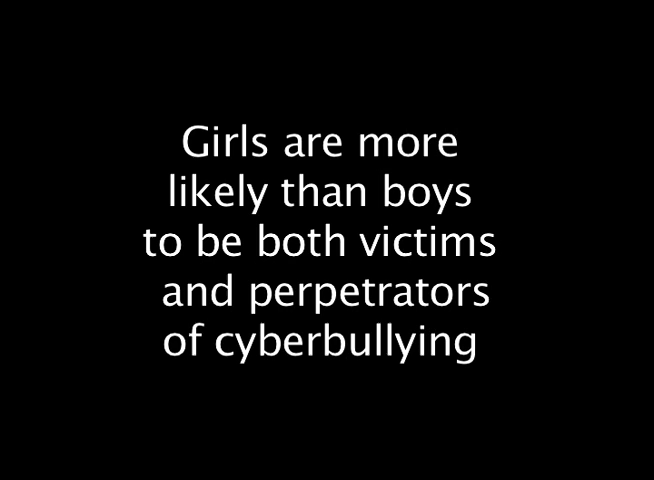 Girls are more
likely than boys
to be both victims
and perpetrators
of cyberbullying